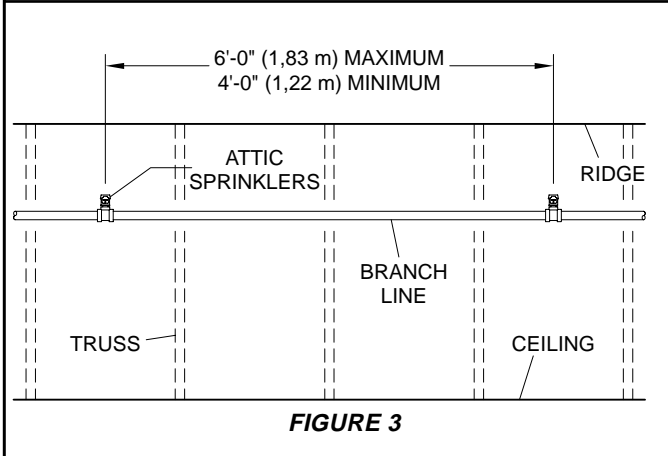 6'-0" (1,83 m) MAXIMUM
4'-0" (1,22 m) MINIMUM
ATTIC
SPRINKLERS
RIDGE
BRANCH
LINE
TRUSS
CEILING
FIGURE 3